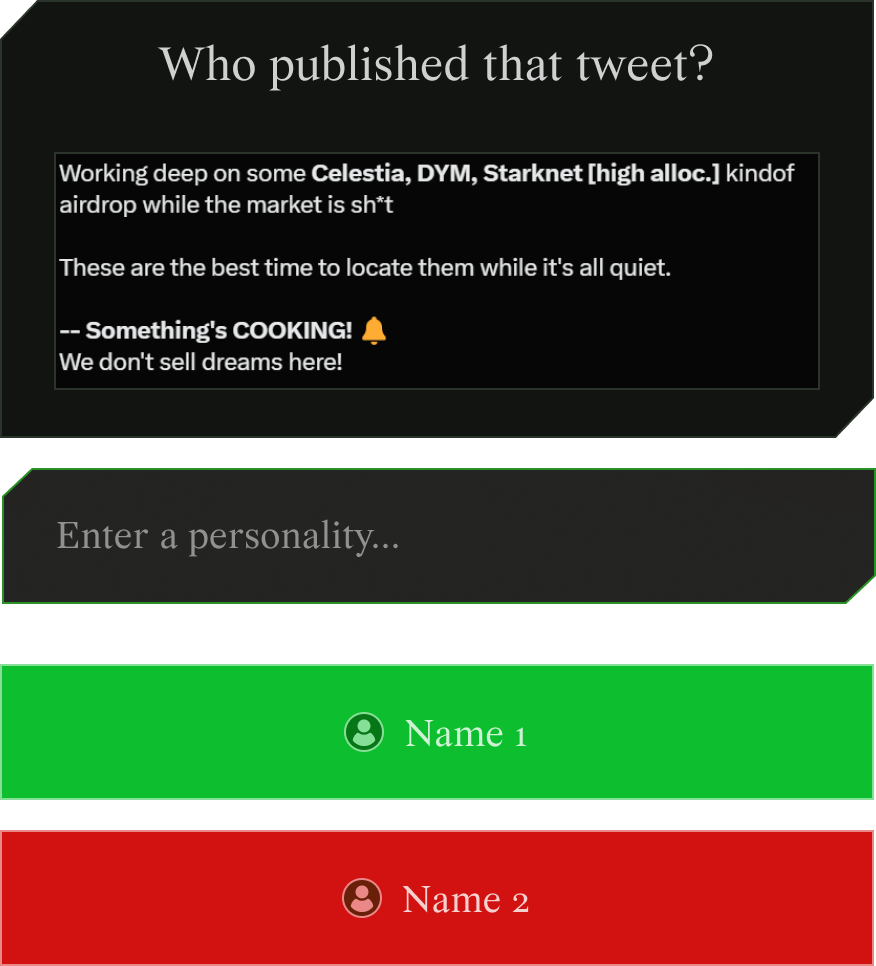 Who published that tweet?
Working deep on some Celestia, DYM, Starknet [high alloc.] kindof
airdrop while the market is sh*t
These are the best time to locate them while it's all quiet.
-- Something's COOKING! 🔔
We don't sell dreams here!
Enter a personality...
Name 1
Name 2